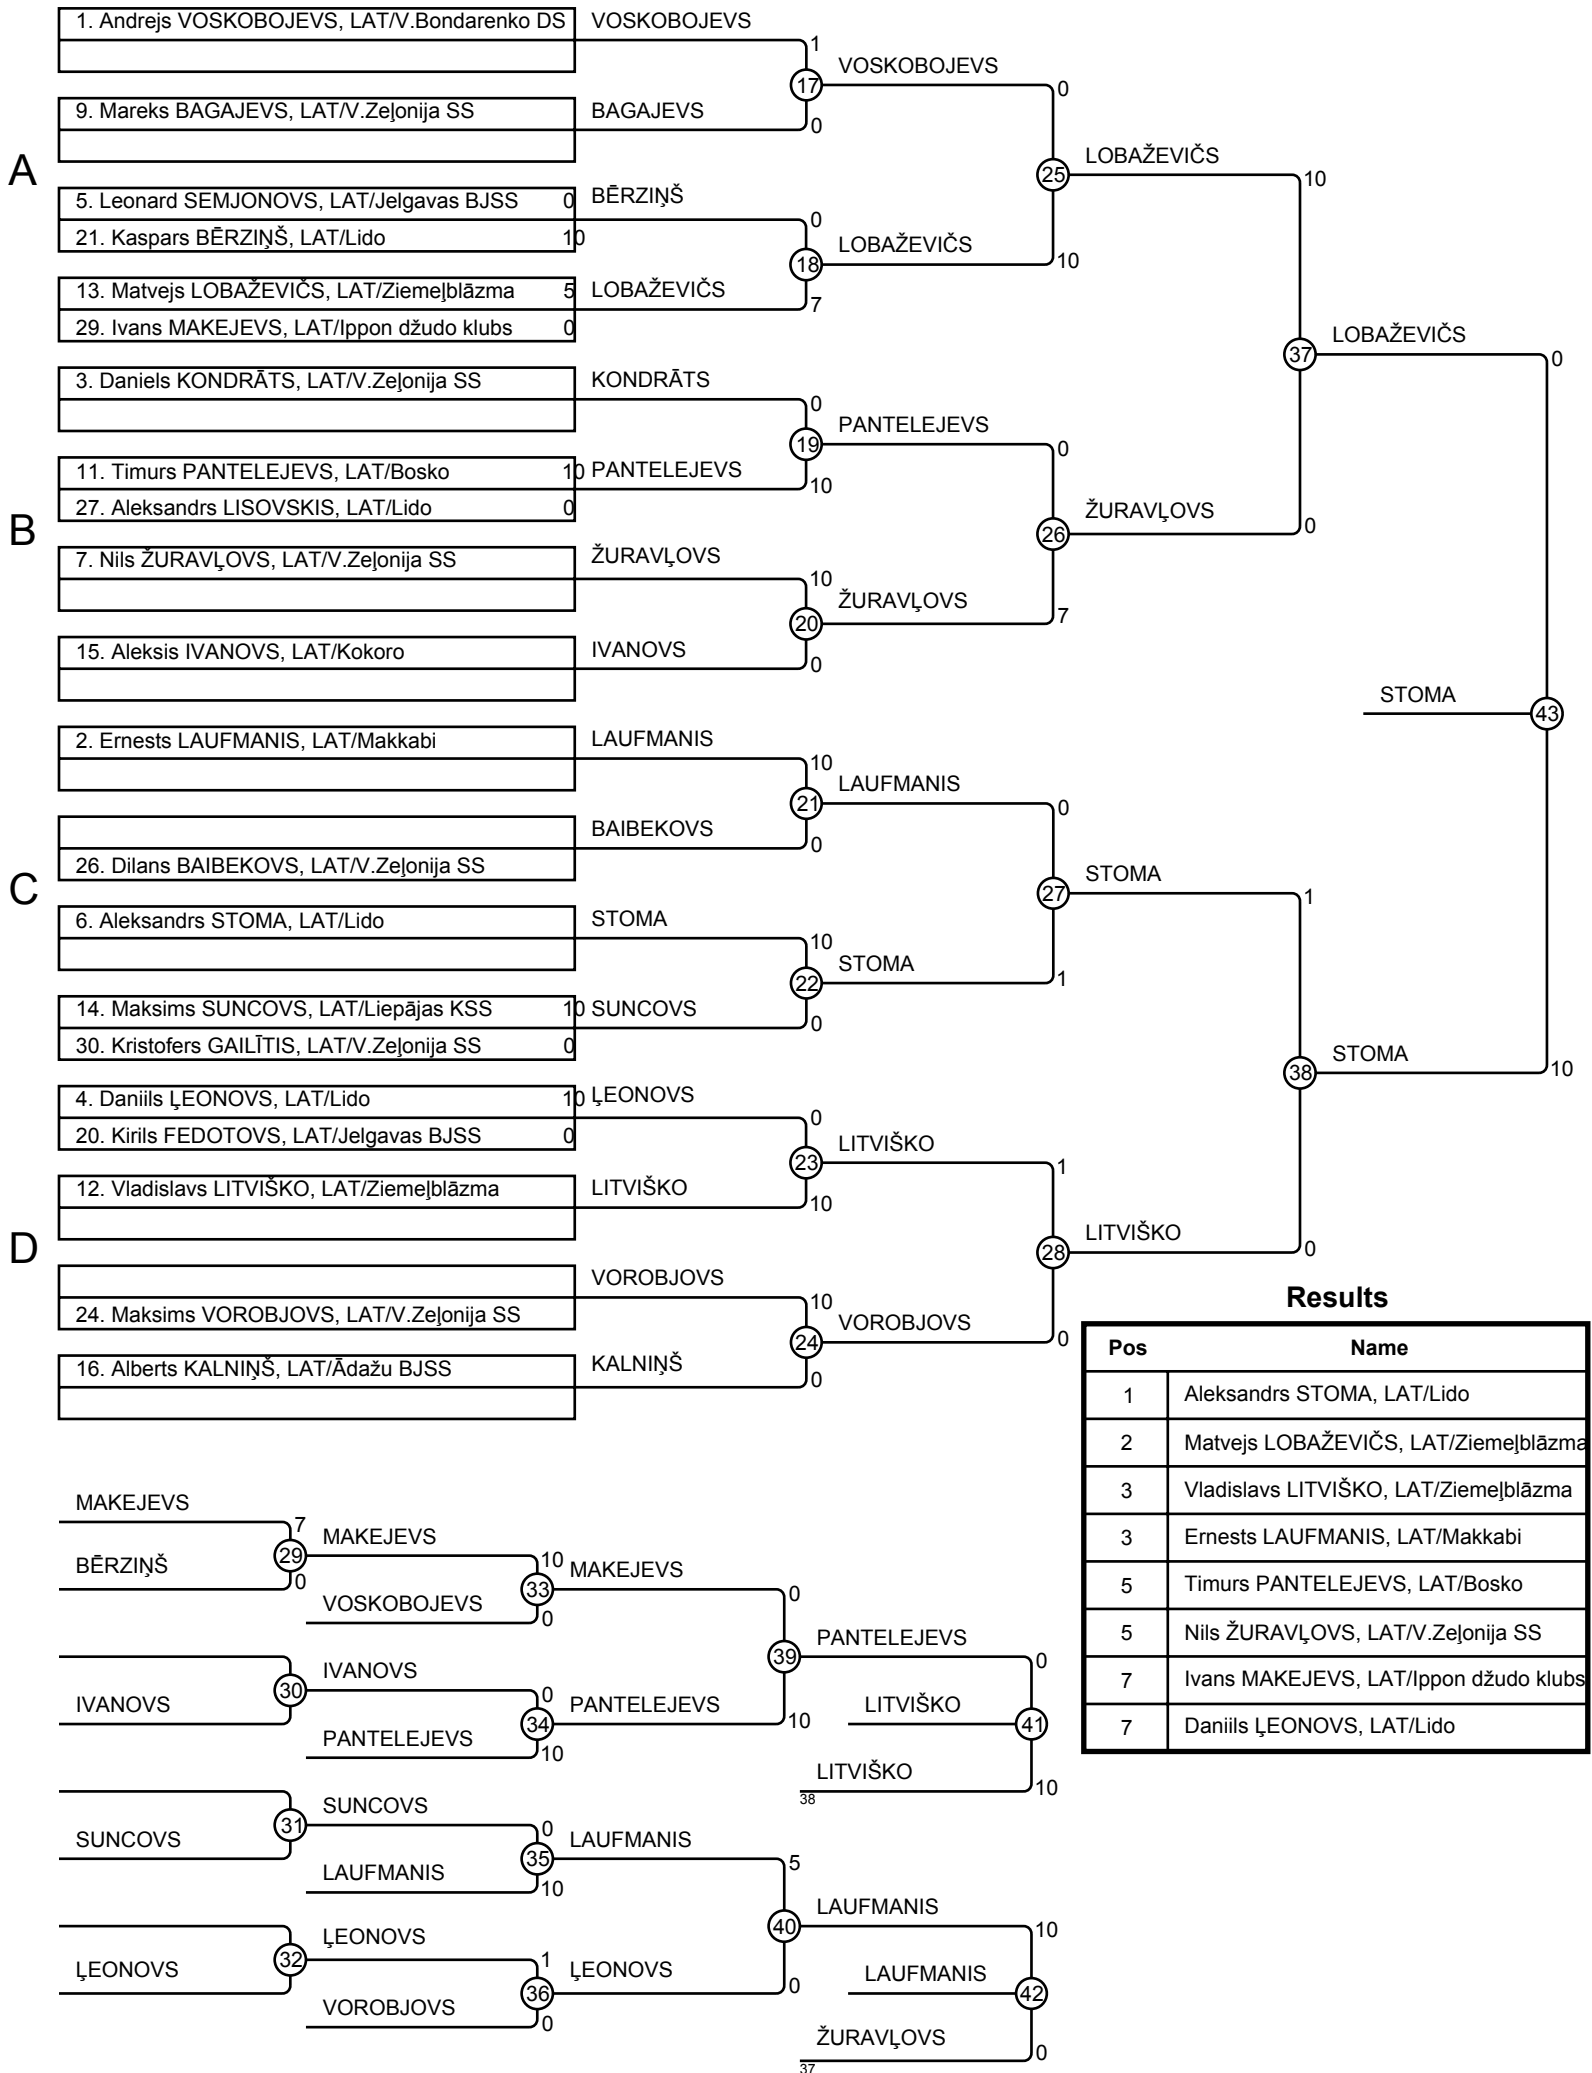 1. Andrejs VOSKOBOJEVS, LAT/V.Bondarenko DS VOSKOBOJEVS
1
17 VOSKOBOJEVS
0
9. Mareks BAGAJEVS, LAT/V.Zeļonija SS BAGAJEVS
0
A
25 LOBAŽEVIČS
10
5. Leonard SEMJONOVS, LAT/Jelgavas BJSS 0 BĒRZIŅŠ
0
21. Kaspars BĒRZIŅŠ, LAT/Lido 10
18 LOBAŽEVIČS
10
13. Matvejs LOBAŽEVIČS, LAT/Ziemeļblāzma 5 LOBAŽEVIČS
7
29. Ivans MAKEJEVS, LAT/Ippon džudo klubs 0
37 LOBAŽEVIČS
0
3. Daniels KONDRĀTS, LAT/V.Zeļonija SS KONDRĀTS
0
19 PANTELEJEVS
0
11. Timurs PANTELEJEVS, LAT/Bosko 10 PANTELEJEVS
10
27. Aleksandrs LISOVSKIS, LAT/Lido 0
B
26 ŽURAVĻOVS
0
7. Nils ŽURAVĻOVS, LAT/V.Zeļonija SS ŽURAVĻOVS
10
20 ŽURAVĻOVS
7
15. Aleksis IVANOVS, LAT/Kokoro IVANOVS
0
STOMA 43
2. Ernests LAUFMANIS, LAT/Makkabi LAUFMANIS
10
21 LAUFMANIS
0
BAIBEKOVS
0
26. Dilans BAIBEKOVS, LAT/V.Zeļonija SS
C
27 STOMA
1
6. Aleksandrs STOMA, LAT/Lido STOMA
10
22 STOMA
1
14. Maksims SUNCOVS, LAT/Liepājas KSS 10 SUNCOVS
0
30. Kristofers GAILĪTIS, LAT/V.Zeļonija SS 0
38 STOMA
10
4. Daniils ĻEONOVS, LAT/Lido 10 ĻEONOVS
0
20. Kirils FEDOTOVS, LAT/Jelgavas BJSS 0
23 LITVIŠKO
1
12. Vladislavs LITVIŠKO, LAT/Ziemeļblāzma LITVIŠKO
10
D
28 LITVIŠKO
0
VOROBJOVS
10
24. Maksims VOROBJOVS, LAT/V.Zeļonija SS
24 VOROBJOVS
0
16. Alberts KALNIŅŠ, LAT/Ādažu BJSS KALNIŅŠ
0
Results
Pos Name
1 Aleksandrs STOMA, LAT/Lido
2 Matvejs LOBAŽEVIČS, LAT/Ziemeļblāzma
3 Vladislavs LITVIŠKO, LAT/Ziemeļblāzma
3 Ernests LAUFMANIS, LAT/Makkabi
5 Timurs PANTELEJEVS, LAT/Bosko
5 Nils ŽURAVĻOVS, LAT/V.Zeļonija SS
7 Ivans MAKEJEVS, LAT/Ippon džudo klubs
7 Daniils ĻEONOVS, LAT/Lido
MAKEJEVS
7
29 MAKEJEVS
10
BĒRZIŅŠ
0
33 MAKEJEVS
0
VOSKOBOJEVS
0
39 PANTELEJEVS
0
30 IVANOVS
0
IVANOVS
34 PANTELEJEVS
10
PANTELEJEVS
10
LITVIŠKO 41
LITVIŠKO
10
38
31 SUNCOVS
0
SUNCOVS
35 LAUFMANIS
5
LAUFMANIS
10
40 LAUFMANIS
10
32 ĻEONOVS
1
ĻEONOVS
36 ĻEONOVS
0
VOROBJOVS
0
LAUFMANIS 42
ŽURAVĻOVS
0
37